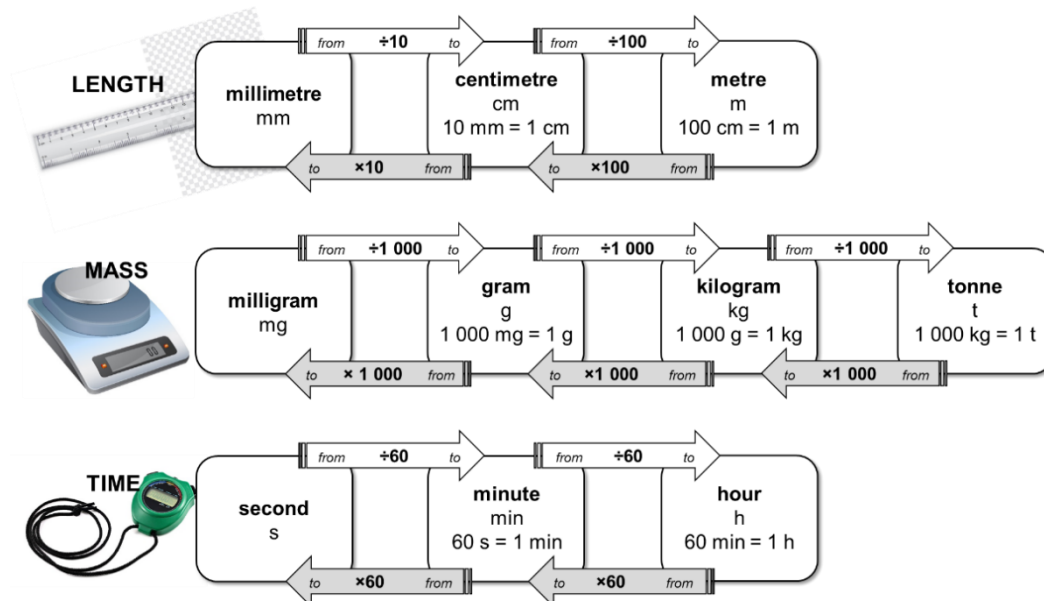 from ÷10 to
from ÷100 to
LENGTH
millimetre
mm
centimetre
cm
10 mm = 1 cm
metre
m
100 cm = 1 m
to ×10 from
to ×100 from
from ÷1 000 to
from ÷1 000 to
from ÷1 000 to
MASS
milligram
mg
gram
g
1 000 mg = 1 g
kilogram
kg
1 000 g = 1 kg
tonne
t
1 000 kg = 1 t
to × 1 000 from
to ×1 000 from
to ×1 000 from
from ÷60 to
from ÷60 to
TIME
second
s
minute
min
60 s = 1 min
hour
h
60 min = 1 h
to ×60 from
to ×60 from